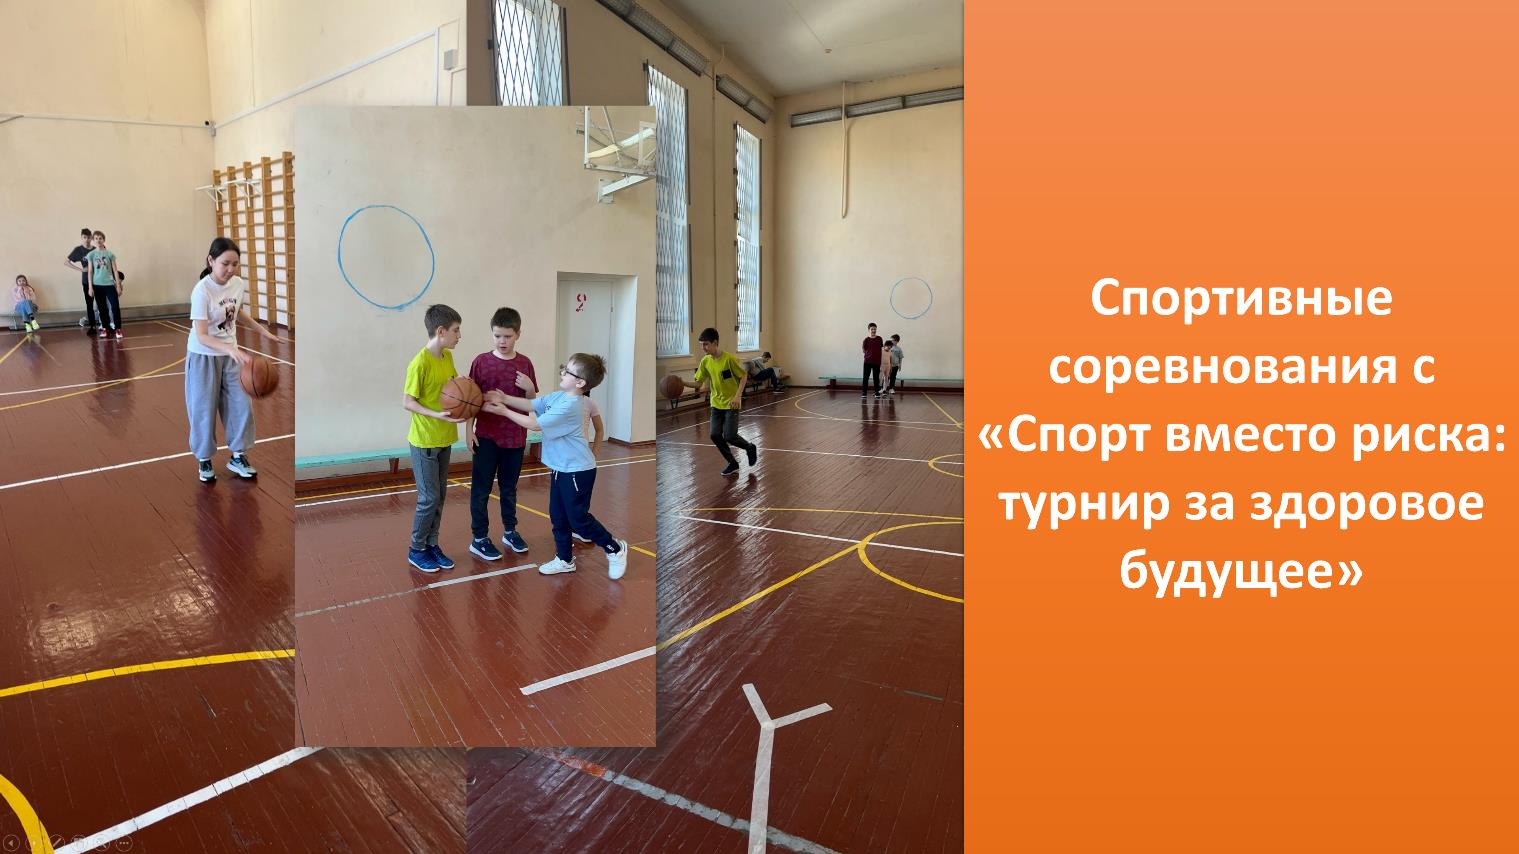 Спортивные
соревнования с
«Спорт вместо риска:
турнир за здоровое
будущее»